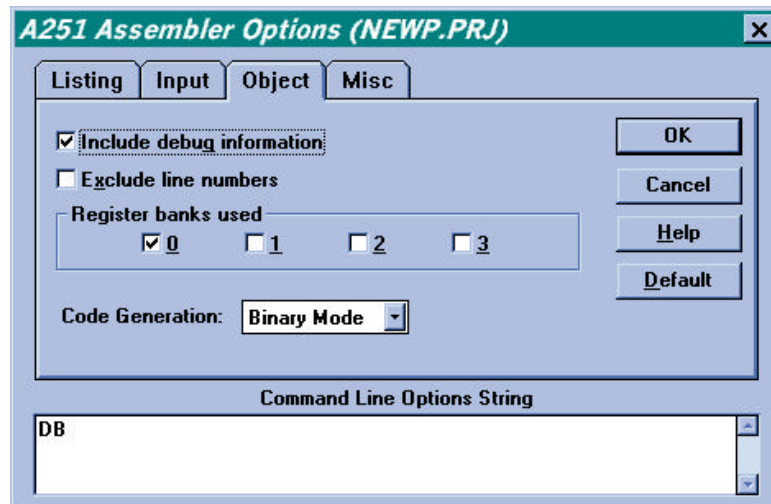 A251 Assembler Options (NEWP.PRJ)
Listing Input Object Misc
Include debug information
Exclude line numbers
Register banks used
0 1 2 3
Code Generation: Binary Mode
OK
Cancel
Help
Default
Command Line Options String
DB